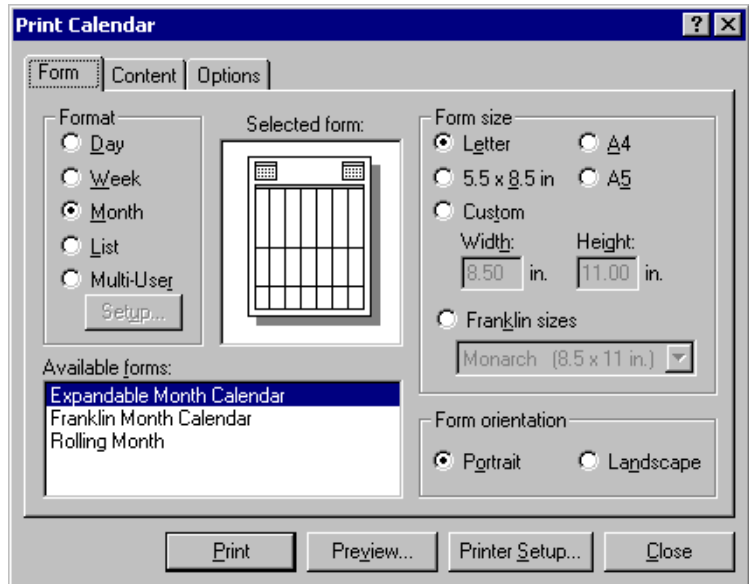 Print Calendar
Form Content Options
Format
Day
Week
Month
List
Multi-User
Setup...
Selected form:
Form size
Letter A4
5.5 x 8.5 in A5
Custom
Width: Height:
8.50 in. 11.00 in.
Franklin sizes
Monarch (8.5 x 11 in.)
Available forms:
Expandable Month Calendar
Franklin Month Calendar
Rolling Month
Form orientation
Portrait Landscape
Print Preview... Printer Setup... Close